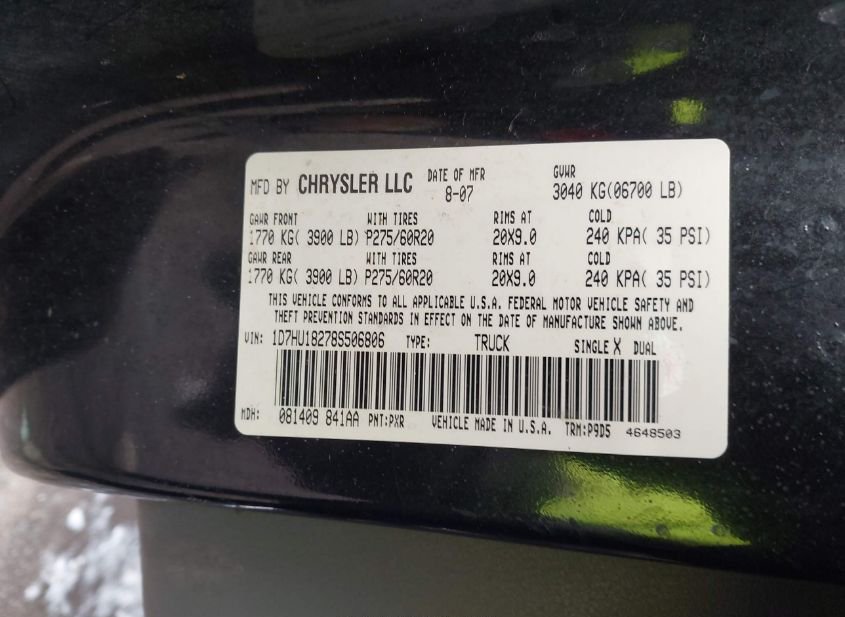 MFD BY CHRYSLER LLC DATE OF MFR 8-07 GVWR 3040 KG(06700 LB)
GAWR FRONT WITH TIRES RIMS AT COLD
1770 KG( 3900 LB) P275/60R20 20X9.0 240 KPA( 35 PSI)
GAWR REAR WITH TIRES RIMS AT COLD
1770 KG( 3900 LB) P275/60R20 20X9.0 240 KPA( 35 PSI)
THIS VEHICLE CONFORMS TO ALL APPLICABLE U.S.A. FEDERAL MOTOR VEHICLE SAFETY AND
THEFT PREVENTION STANDARDS IN EFFECT ON THE DATE OF MANUFACTURE SHOWN ABOVE.
VIN: 1D7HU18278S506806 TYPE: TRUCK SINGLE X DUAL
MDH: 081409 841AA PNT:PXR VEHICLE MADE IN U.S.A. TRM:P9D5 4648503